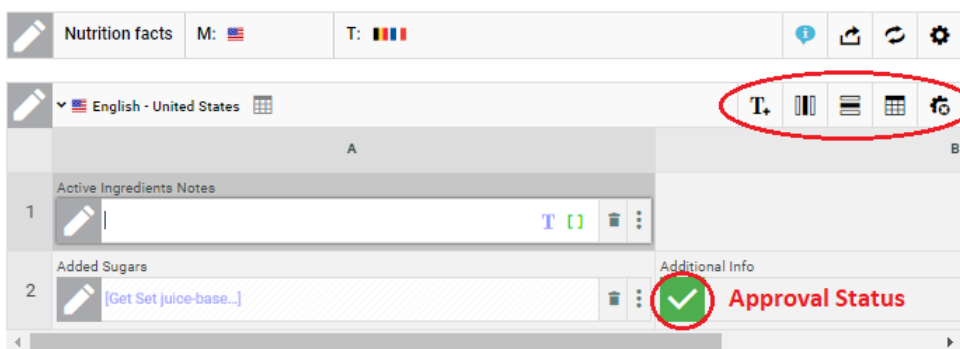 Nutrition facts M: T:
English - United States T+
A B
Active Ingredients Notes
1 T []
Added Sugars Additional Info
2 [Get Set juice-base...] Approval Status